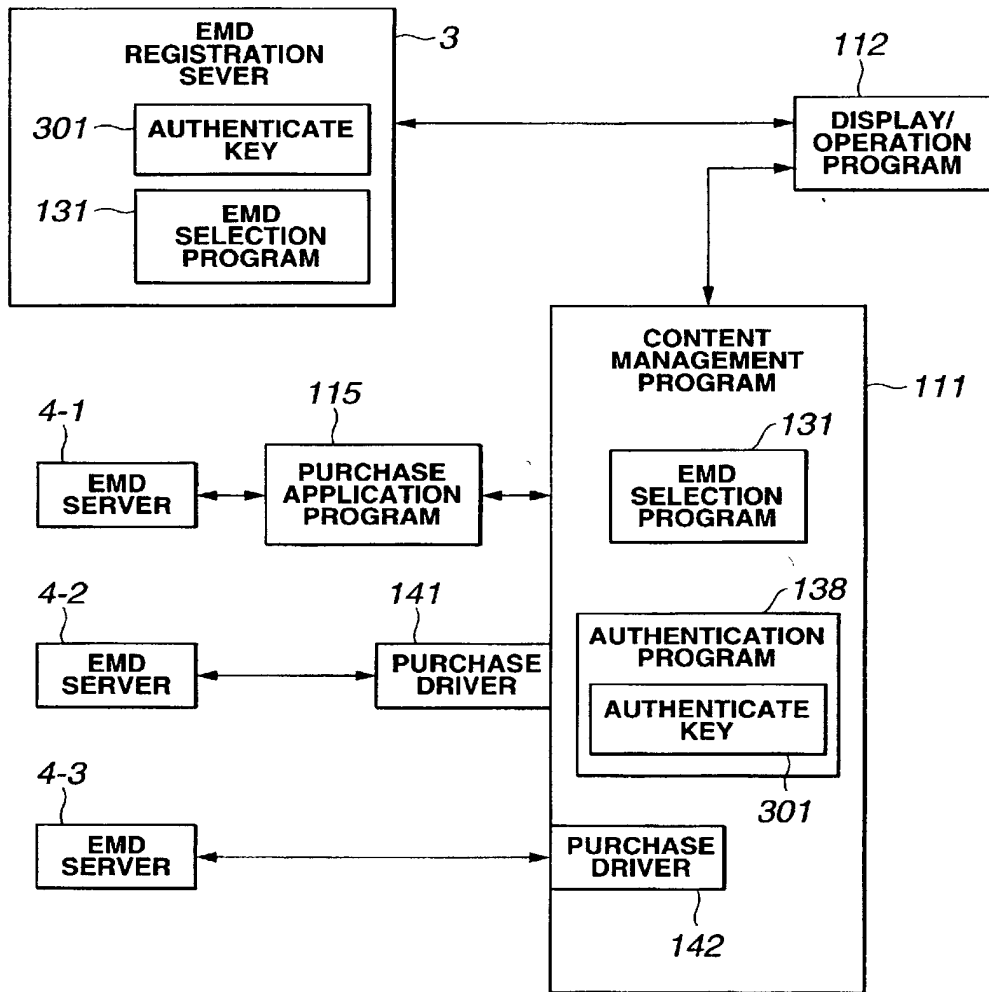 EMD
REGISTRATION
SEVER
3
301
AUTHENTICATE
KEY
131
EMD
SELECTION
PROGRAM
112
DISPLAY/
OPERATION
PROGRAM
CONTENT
MANAGEMENT
PROGRAM
111
4-1
EMD
SERVER
115
PURCHASE
APPLICATION
PROGRAM
131
EMD
SELECTION
PROGRAM
4-2
EMD
SERVER
141
PURCHASE
DRIVER
138
AUTHENTICATION
PROGRAM
AUTHENTICATE
KEY
301
4-3
EMD
SERVER
PURCHASE
DRIVER
142